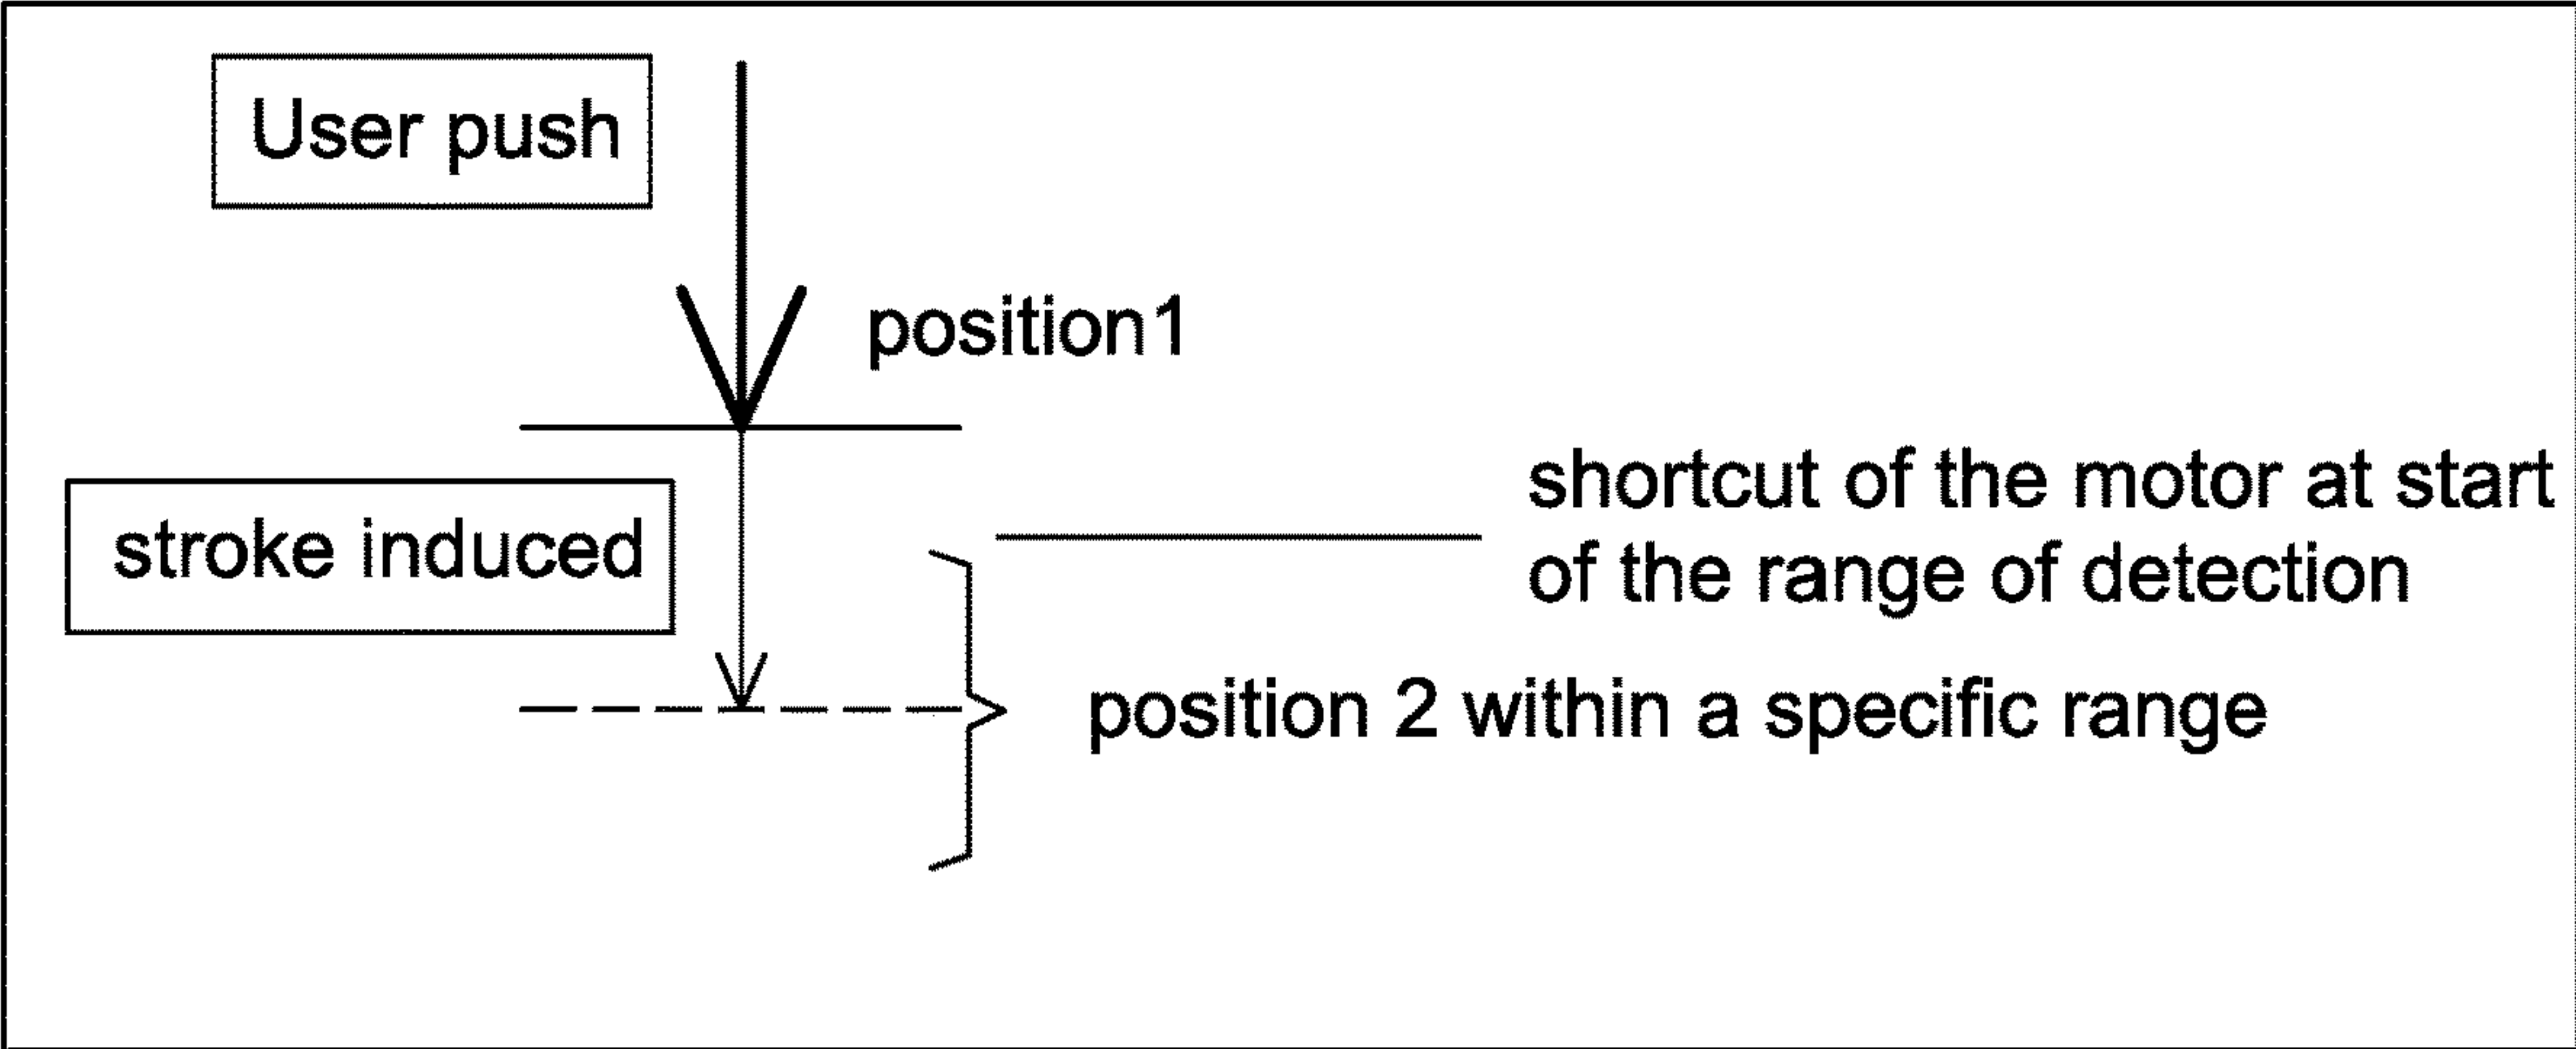 User push
position1
shortcut of the motor at start
of the range of detection
stroke induced
position 2 within a specific range